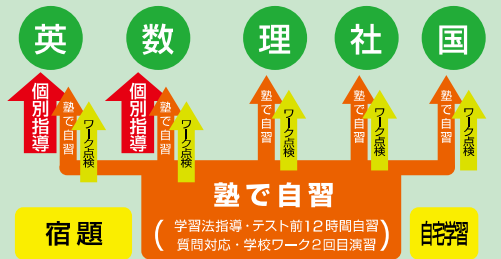 英
数
理
社
国
個別指導
塾で自習
ワーク点検
個別指導
塾で自習
ワーク点検
塾で自習
ワーク点検
塾で自習
ワーク点検
塾で自習
ワーク点検
塾で自習
(学習法指導・テスト前12時間自習
質問対応・学校ワーク2回目演習)
宿題
自宅学習